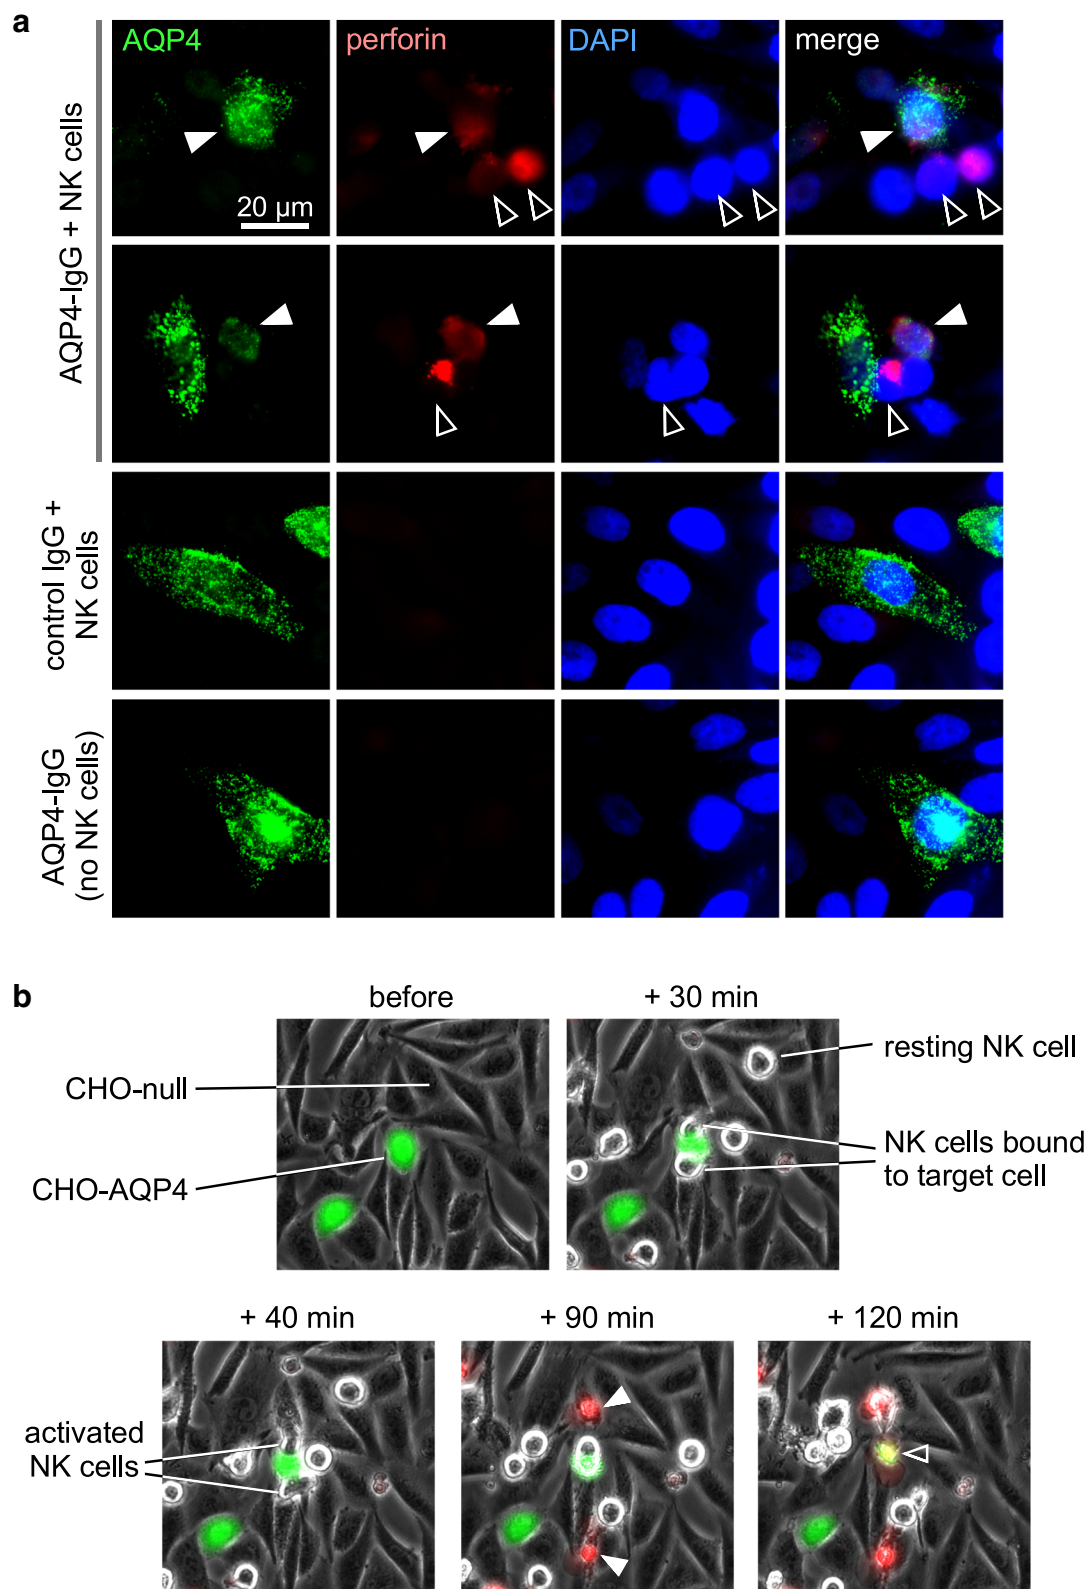 a
AQP4
perforin
DAPI
merge
AQP4-IgG + NK cells
20 µm
control IgG +
NK cells
AQP4-IgG
(no NK cells)
b
before
+ 30 min
CHO-null
resting NK cell
CHO-AQP4
NK cells bound
to target cell
+ 40 min
+ 90 min
+ 120 min
activated
NK cells